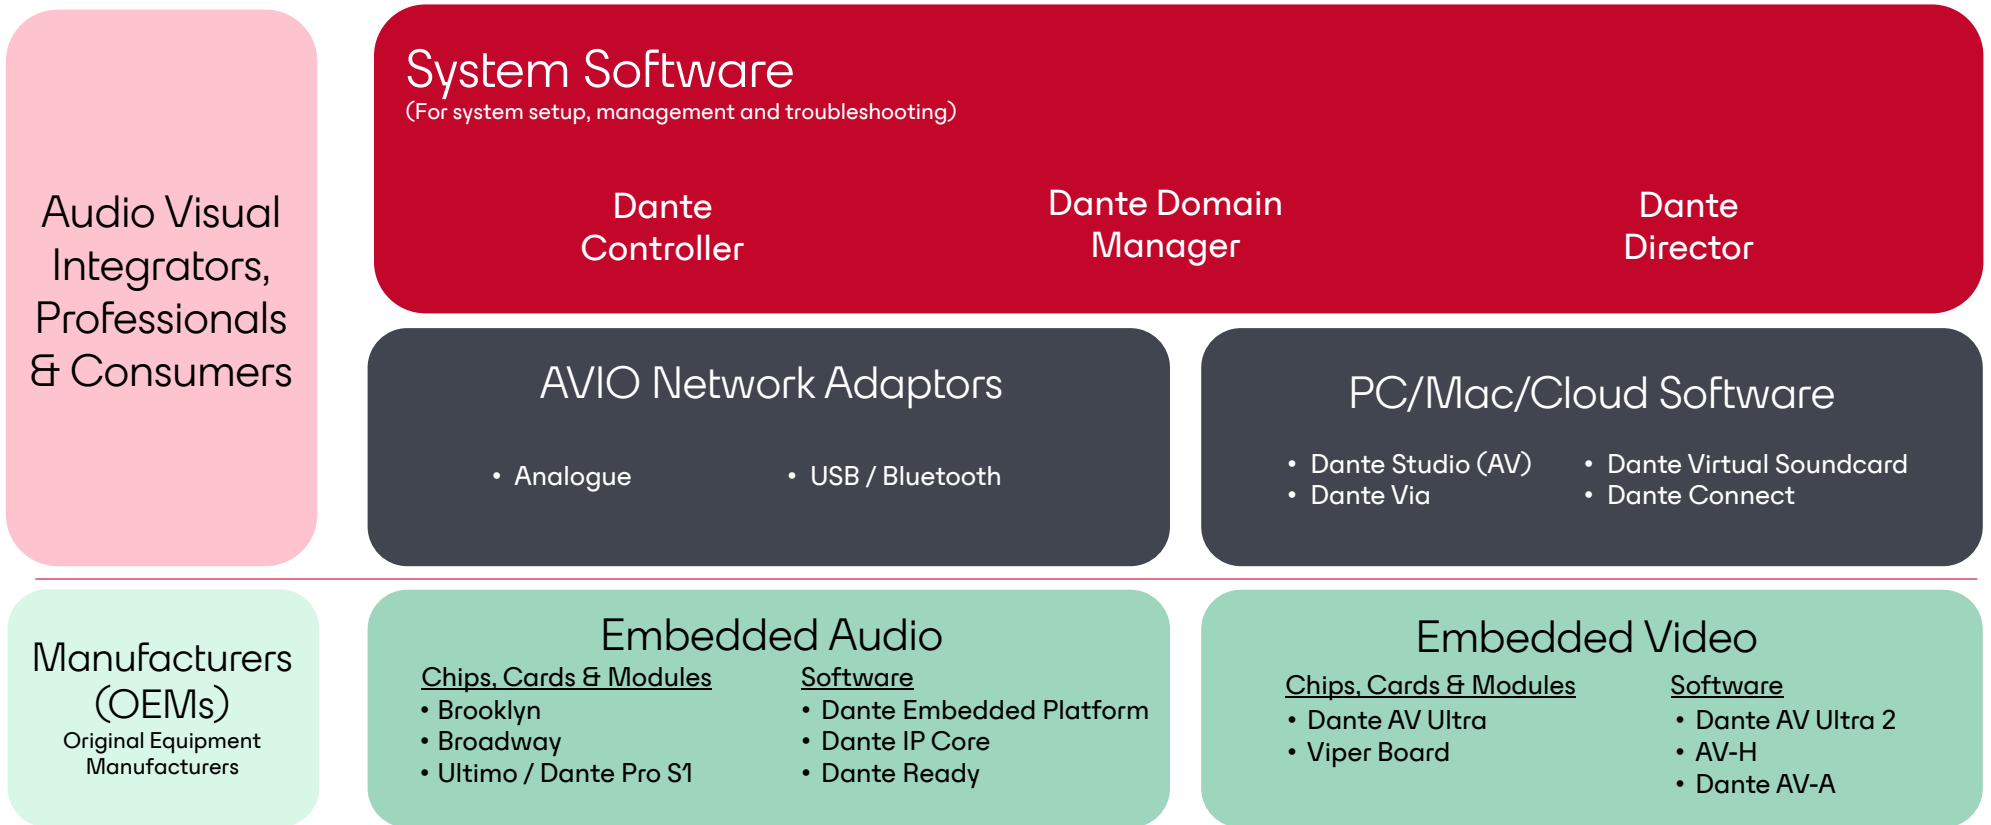 Audio Visual
Integrators,
Professionals
& Consumers
System Software
(For system setup, management and troubleshooting)
Dante
Controller
Dante Domain
Manager
Dante
Director
AVIO Network Adaptors
• Analogue
• USB / Bluetooth
PC/Mac/Cloud Software
• Dante Studio (AV)
• Dante Via
• Dante Virtual Soundcard
• Dante Connect
Manufacturers
(OEMs)
Original Equipment
Manufacturers
Embedded Audio
Chips, Cards & Modules
• Brooklyn
• Broadway
• Ultimo / Dante Pro S1
Software
• Dante Embedded Platform
• Dante IP Core
• Dante Ready
Embedded Video
Chips, Cards & Modules
• Dante AV Ultra
• Viper Board
Software
• Dante AV Ultra 2
• AV-H
• Dante AV-A